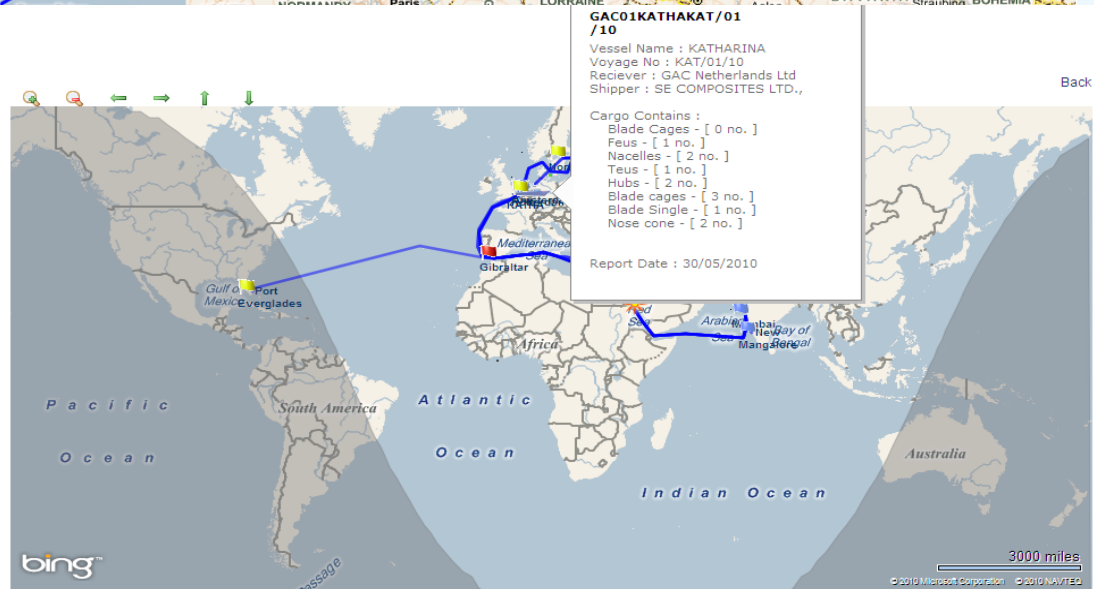 NORMANDY Paris LORRAINE Straubing BOHEMIA
GAC01KATHAKAT/01
/10
Vessel Name : KATHARINA
Voyage No : KAT/01/10
Reciever : GAC Netherlands Ltd
Shipper : SE COMPOSITES LTD.,
Back
Cargo Contains :
Blade Cages - [ 0 no. ]
Feus - [ 1 no. ]
Nacelles - [ 2 no. ]
Teus - [ 1 no. ]
Hubs - [ 2 no. ]
Blade cages - [ 3 no. ]
Blade Single - [ 1 no. ]
Nose cone - [ 2 no. ]
Report Date : 30/05/2010
Mediterranea
Sea
Gibraltar
Gulf of
Mexico
Port
Everglades
Red
Sea
Arabian
Sea
New
Mangalore
Bay of
Bengal
Africa
South America
Pacific
Ocean
Atlantic
Ocean
Indian Ocean
Australia
bing
3000 miles
© 2010 Microsoft Corporation © 2010 NAVTEQ